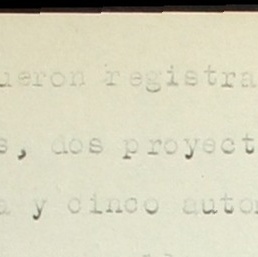 ueron registra
s, dos proyect
a y cinco auto